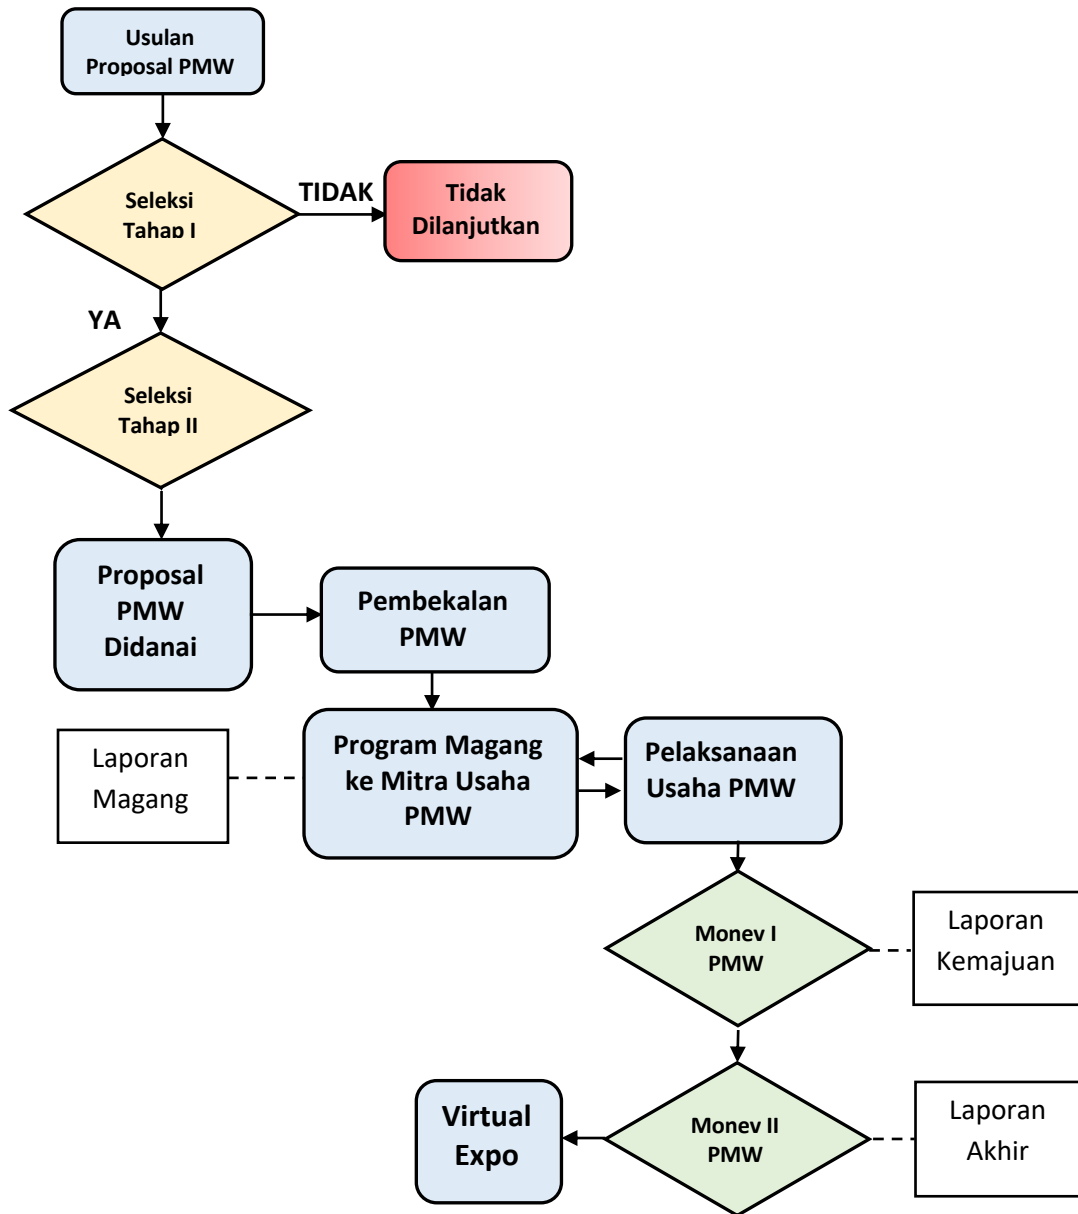 Usulan
Proposal PMW
Seleksi
Tahap I
TIDAK
Tidak
Dilanjutkan
YA
Seleksi
Tahap II
Proposal
PMW
Didanai
Pembekalan
PMW
Laporan
Magang
Program Magang
ke Mitra Usaha
PMW
Pelaksanaan
Usaha PMW
Monev I
PMW
Laporan
Kemajuan
Virtual
Expo
Monev II
PMW
Laporan
Akhir